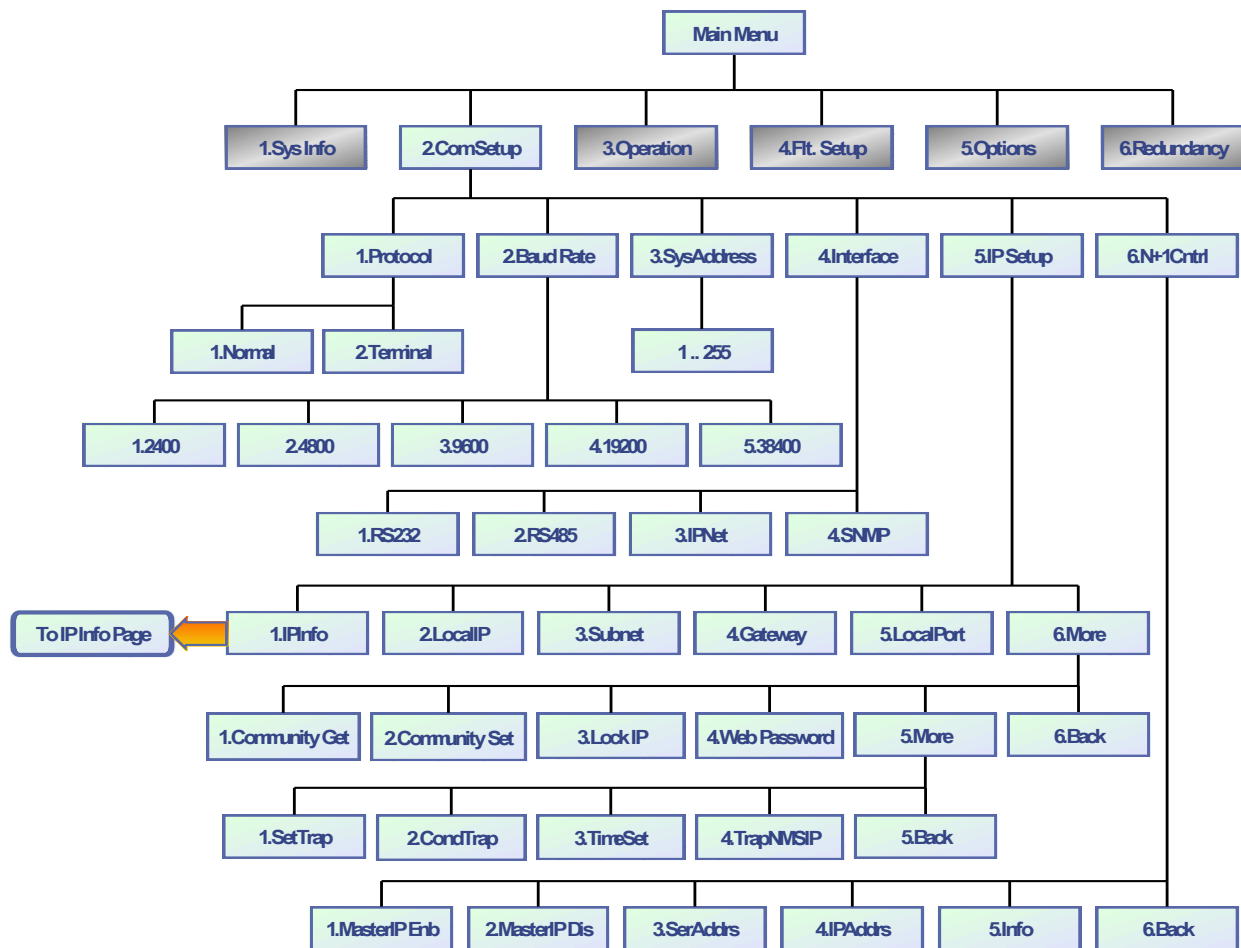 Main Menu
1.Sys Info
2.ComSetup
3.Operation
4.Flt. Setup
5.Options
6.Redundancy
1.Protocol
2.Baud Rate
3.SysAddress
4.Interface
5.IP Setup
6.N+1Cntrl
1.Normal
2.Terminal
1 .. 255
1.2400
2.4800
3.9600
4.19200
5.38400
1.RS232
2.RS485
3.IPNet
4.SNMP
To IP Info Page
1.IPInfo
2.LocalIP
3.Subnet
4.Gateway
5.LocalPort
6.More
1.Community Get
2.Community Set
3.Lock IP
4.Web Password
5.More
6.Back
1.SetTrap
2.CondTrap
3.TimeSet
4.TrapNMSIP
5.Back
1.MasterIP Enb
2.MasterIP Dis
3.SerAddrs
4.IPAddrs
5.Info
6.Back